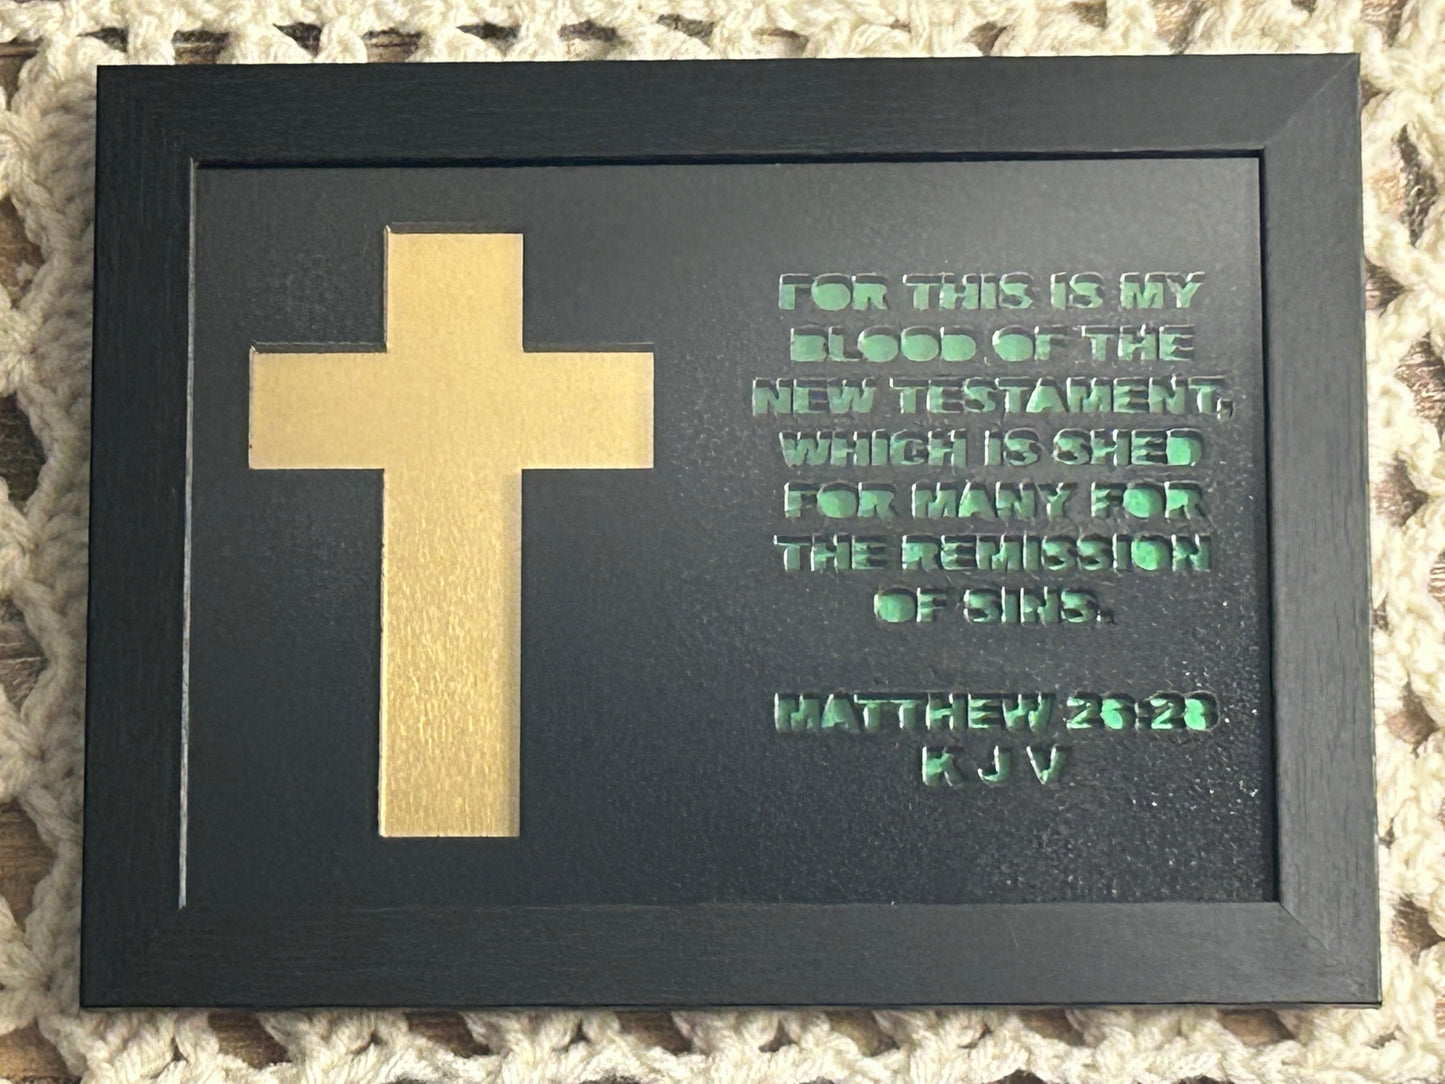 FOR THIS IS MY
BLOOD OF THE
NEW TESTAMENT,
WHICH IS SHED
FOR MANY FOR
THE REMISSION
OF SINS.
MATTHEW 26:28
K J V